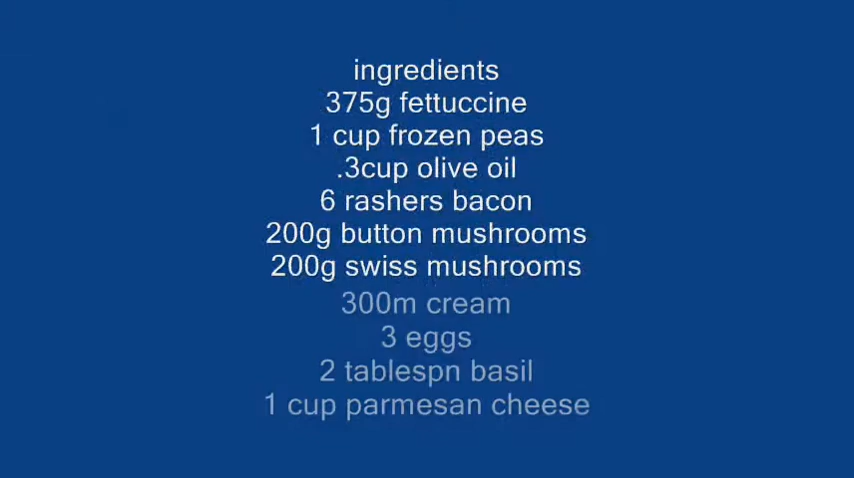 ingredients
375g fettuccine
1 cup frozen peas
.3cup olive oil
6 rashers bacon
200g button mushrooms
200g swiss mushrooms
300m cream
3 eggs
2 tablespn basil
1 cup parmesan cheese